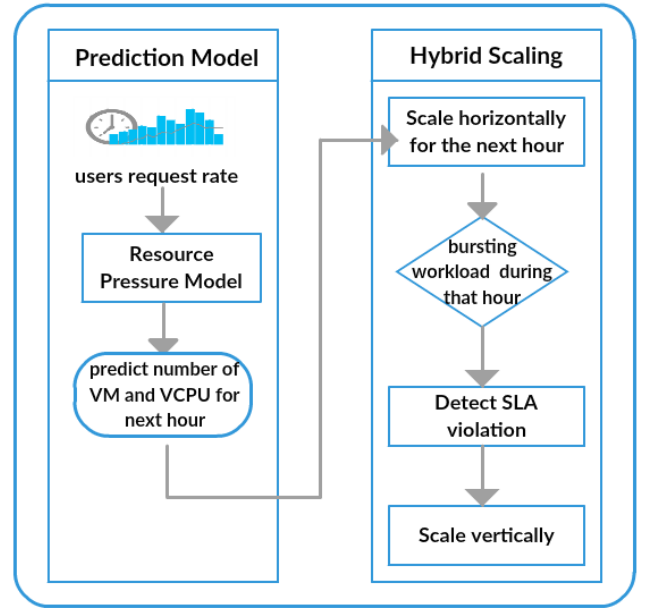 Prediction Model
users request rate
Resource
Pressure Model
predict number of
VM and VCPU for
next hour
Hybrid Scaling
Scale horizontally
for the next hour
bursting
workload during
that hour
Detect SLA
violation
Scale vertically